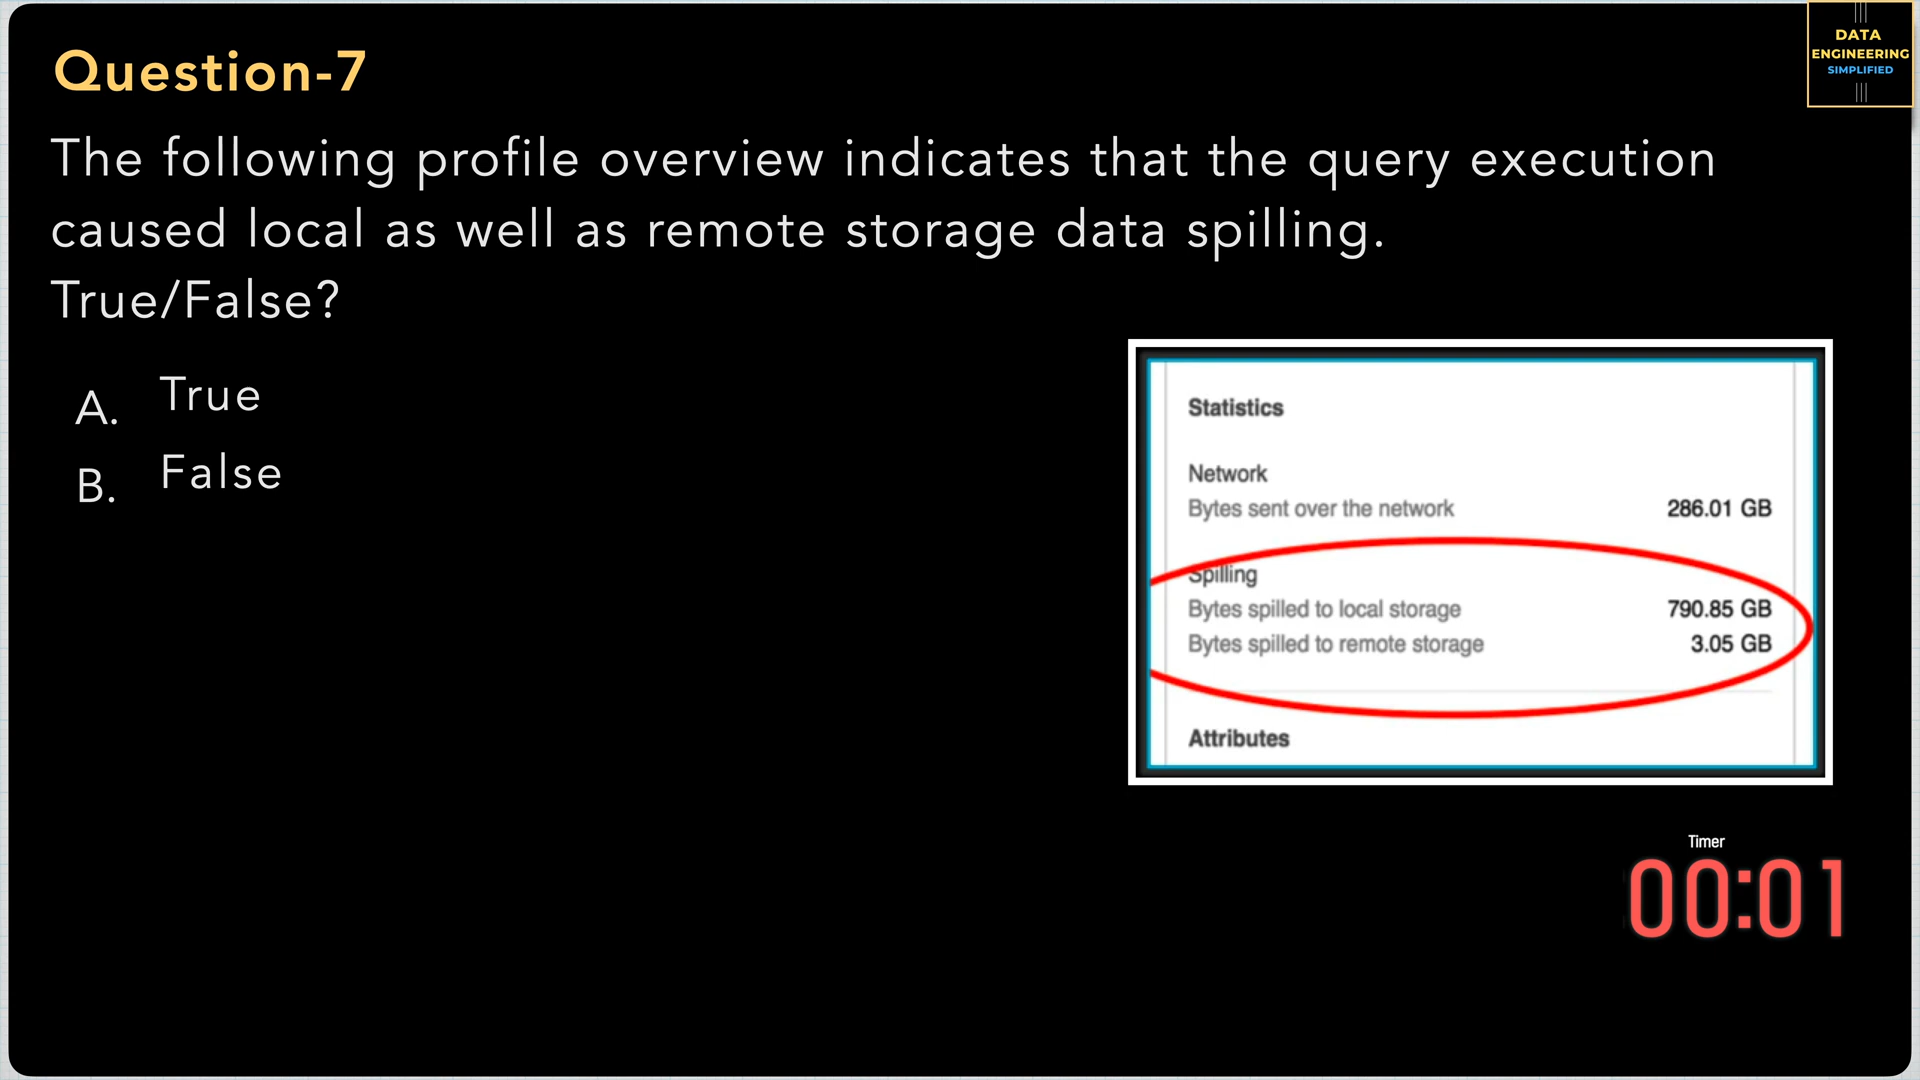 DATA
ENGINEERING
SIMPLIFIED
Question-7
The following profile overview indicates that the query execution
caused local as well as remote storage data spilling.
True/False?
A. True
B. False
Statistics
Network
Bytes sent over the network 286.01 GB
Spilling
Bytes spilled to local storage 790.85 GB
Bytes spilled to remote storage 3.05 GB
Attributes
Timer
00:01